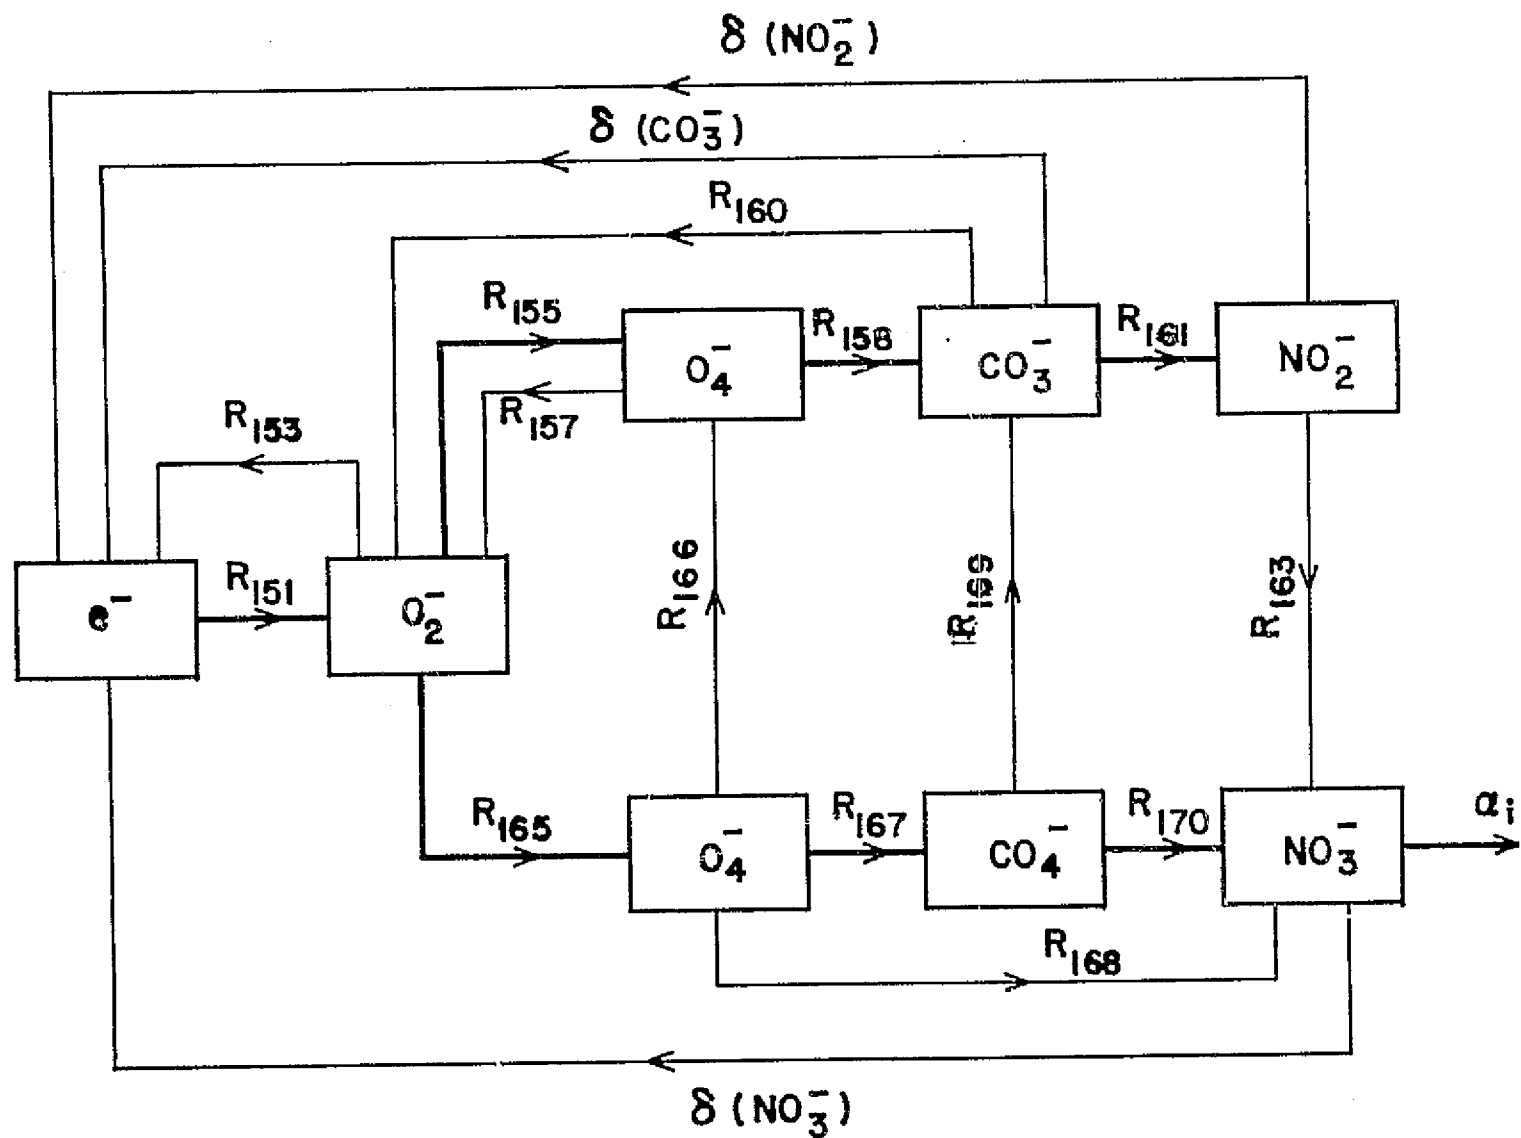 δ (NO₂⁻)
δ (CO₃⁻)
R₁₆₀
R₁₅₅
R₁₅₈
R₁₆₁
O₄⁻
CO₃⁻
NO₂⁻
R₁₅₇
R₁₅₃
R₁₅₁
e⁻
O₂⁻
R₁₆₆
R₁₆₉
R₁₆₃
R₁₆₅
R₁₆₇
R₁₇₀
αᵢ
O₄⁻
CO₄⁻
NO₃⁻
R₁₆₈
δ (NO₃⁻)